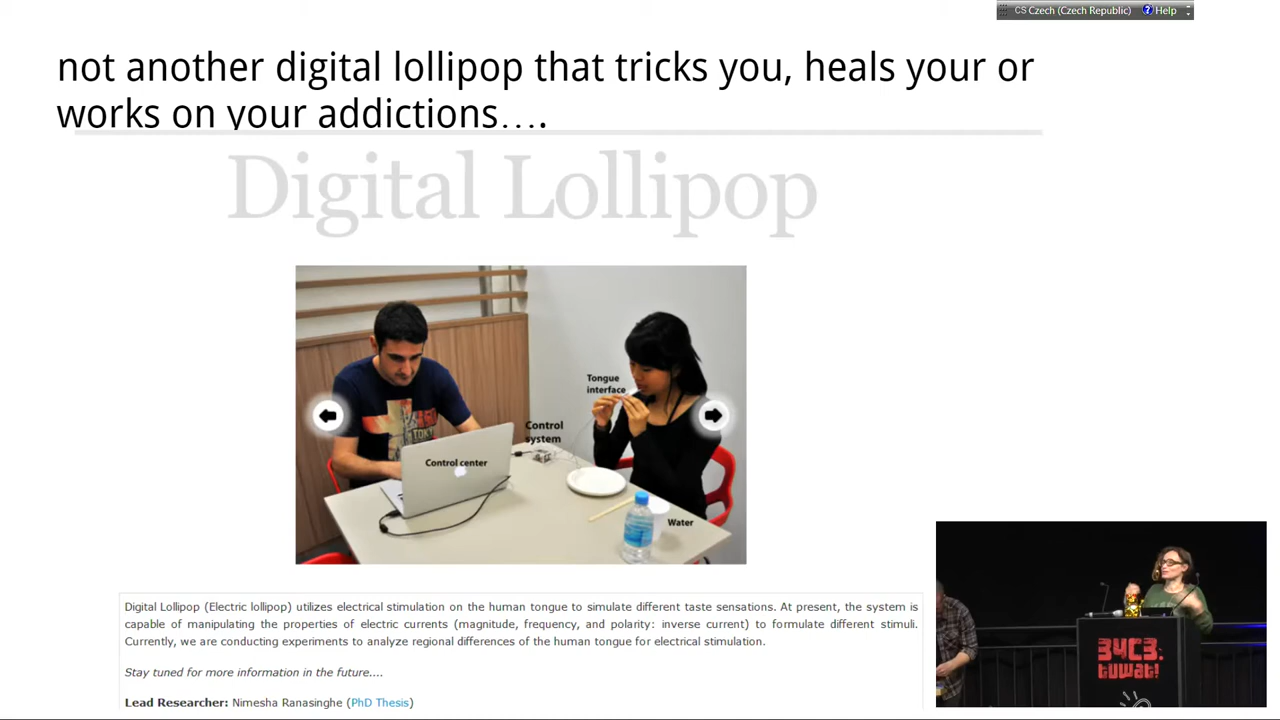 CS Czech (Czech Republic) Help
not another digital lollipop that tricks you, heals your or
works on your addictions….
Digital Lollipop
Tongue
interface
Control
system
Control center
Water
Digital Lollipop (Electric lollipop) utilizes electrical stimulation on the human tongue to simulate different taste sensations. At present, the system is
capable of manipulating the properties of electric currents (magnitude, frequency, and polarity: inverse current) to formulate different stimuli.
Currently, we are conducting experiments to analyze regional differences of the human tongue for electrical stimulation.
Stay tuned for more information in the future....
Lead Researcher: Nimesha Ranasinghe (PhD Thesis)
34C3.
tuwat!